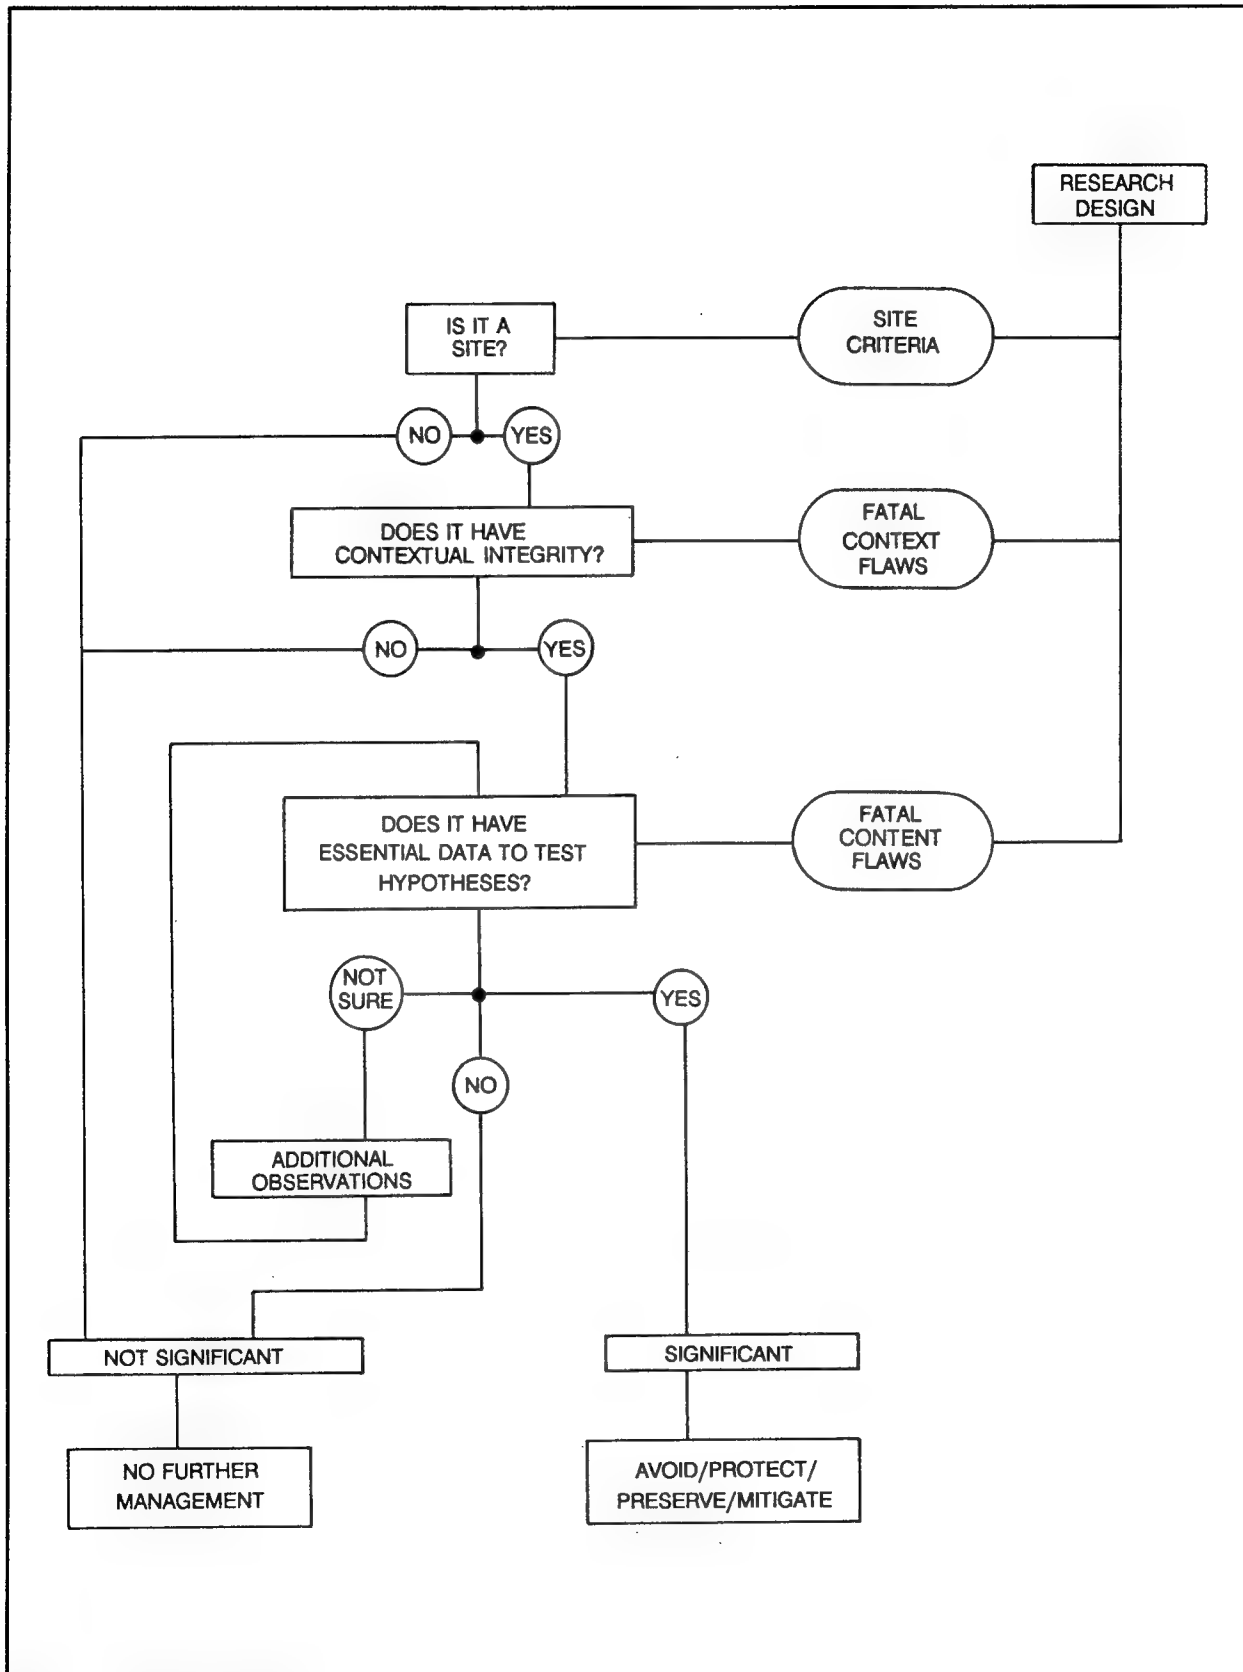 RESEARCH
DESIGN
IS IT A
SITE?
SITE
CRITERIA
NO
YES
DOES IT HAVE
CONTEXTUAL INTEGRITY?
FATAL
CONTEXT
FLAWS
NO
YES
DOES IT HAVE
ESSENTIAL DATA TO TEST
HYPOTHESES?
FATAL
CONTENT
FLAWS
NOT
SURE
YES
NO
ADDITIONAL
OBSERVATIONS
NOT SIGNIFICANT
SIGNIFICANT
NO FURTHER
MANAGEMENT
AVOID/PROTECT/
PRESERVE/MITIGATE